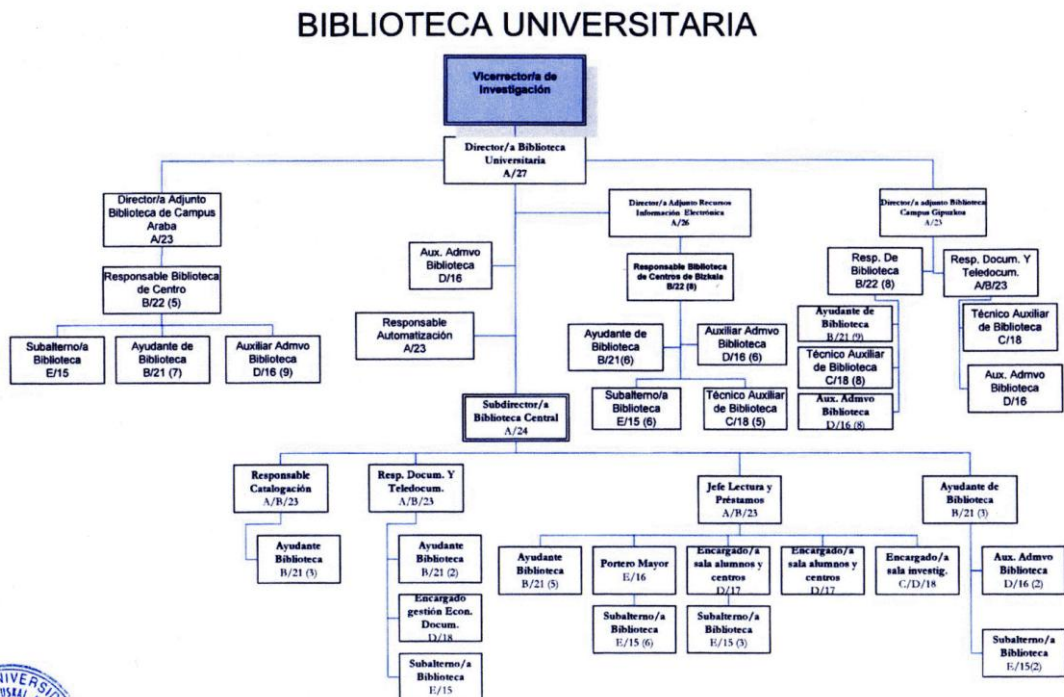 BIBLIOTECA UNIVERSITARIA
Vicerrector/a de
Investigación
Director/a Biblioteca
Universitaria
A/27
Director/a Adjunto
Biblioteca de Campus
Araba
A/23
Director/a Adjunto Recursos
Información Electrónica
A/26
Director/a adjunto Biblioteca
Campus Gipuzkoa
A/23
Aux. Admvo
Biblioteca
D/16
Responsable Biblioteca
de Centro
B/22 (5)
Responsable Biblioteca
de Centros de Bizkaia
B/22 (8)
Resp. De
Biblioteca
B/22 (8)
Resp. Docum. Y
Teledocum.
A/B/23
Responsable
Automatización
A/23
Subalterno/a
Biblioteca
E/15
Ayudante de
Biblioteca
B/21 (7)
Auxiliar Admvo
Biblioteca
D/16 (9)
Ayudante de
Biblioteca
B/21(6)
Auxiliar Admvo
Biblioteca
D/16 (6)
Subalterno/a
Biblioteca
E/15 (6)
Técnico Auxiliar
de Biblioteca
C/18 (5)
Ayudante de
Biblioteca
B/21 (9)
Técnico Auxiliar
de Biblioteca
C/18 (8)
Aux. Admvo
Biblioteca
D/16 (8)
Técnico Auxiliar
de Biblioteca
C/18
Aux. Admvo
Biblioteca
D/16
Subdirector/a
Biblioteca Central
A/24
Responsable
Catalogación
A/B/23
Resp. Docum. Y
Teledocum.
A/B/23
Jefe Lectura y
Préstamos
A/B/23
Ayudante de
Biblioteca
B/21 (3)
Ayudante
Biblioteca
B/21 (3)
Ayudante
Biblioteca
B/21 (2)
Encargado
gestión Econ.
Docum.
D/18
Subalterno/a
Biblioteca
E/15
Ayudante
Biblioteca
B/21 (5)
Portero Mayor
E/16
Encargado/a
sala alumnos y
centros
D/17
Encargado/a
sala alumnos y
centros
D/17
Encargado/a
sala investig.
C/D/18
Aux. Admvo
Biblioteca
D/16 (2)
Subalterno/a
Biblioteca
E/15 (6)
Subalterno/a
Biblioteca
E/15 (3)
Subalterno/a
Biblioteca
E/15(2)